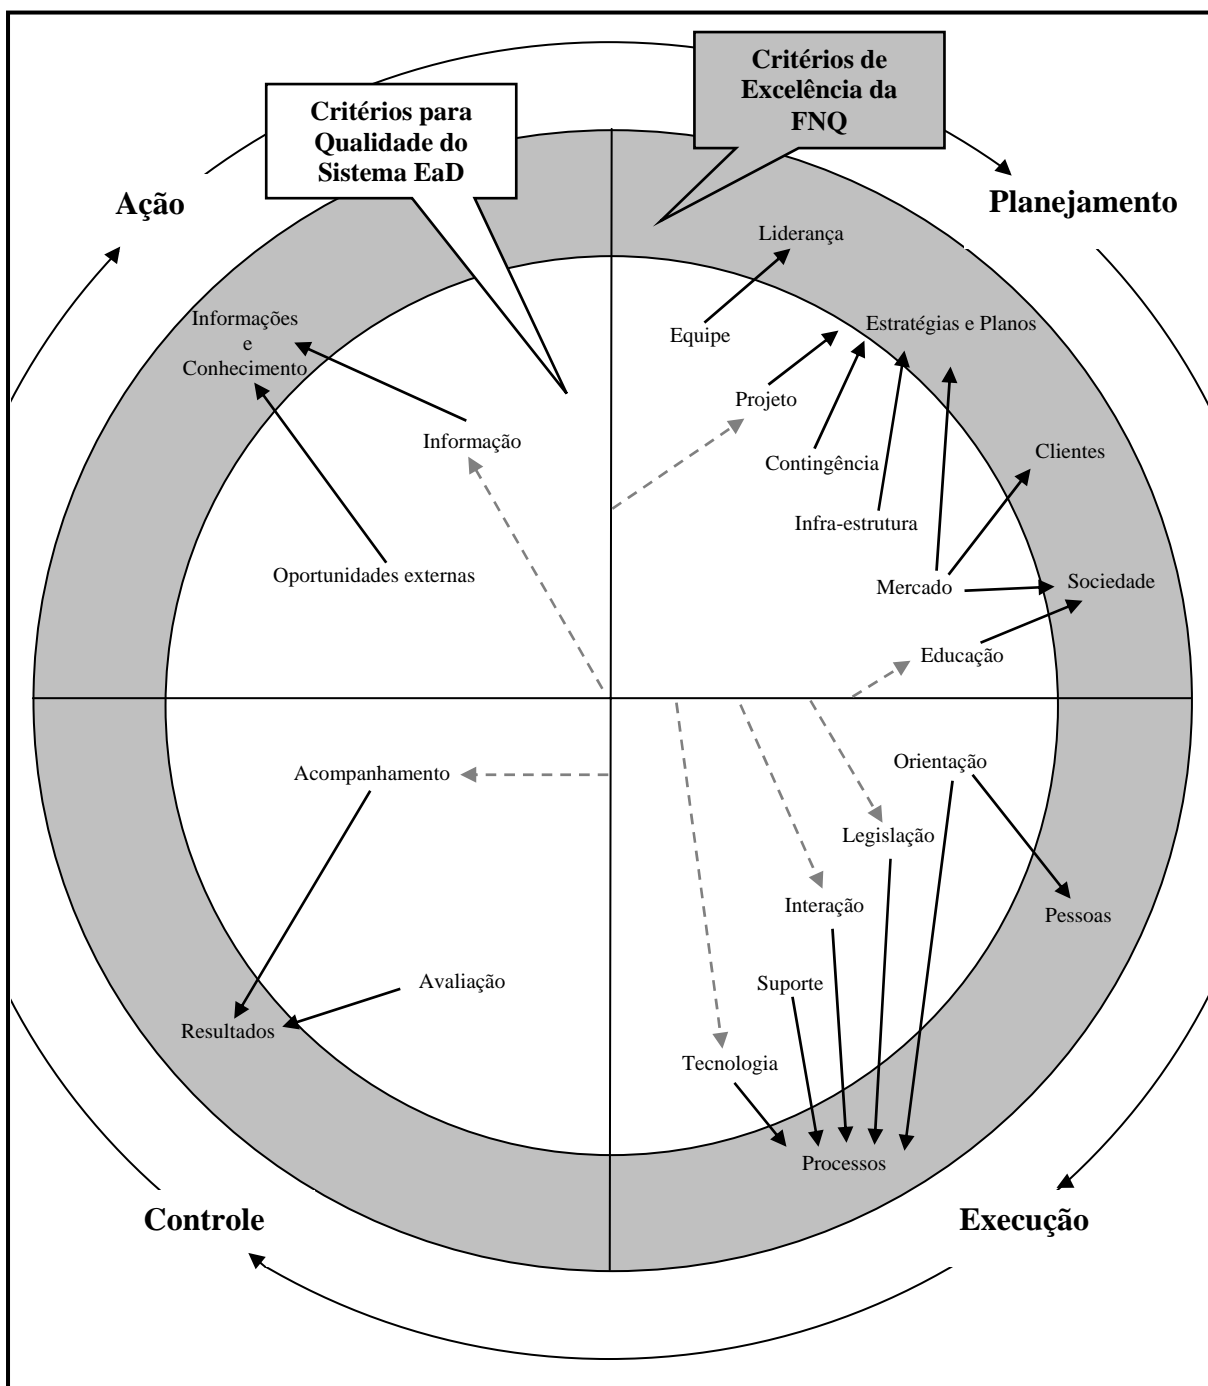 Critérios de
Excelência da
FNQ
Critérios para
Qualidade do
Sistema EaD
Ação
Planejamento
Liderança
Equipe
Estratégias e Planos
Informações
e
Conhecimento
Projeto
Informação
Contingência
Clientes
Infra-estrutura
Oportunidades externas
Mercado
Sociedade
Educação
Acompanhamento
Orientação
Legislação
Interação
Pessoas
Avaliação
Suporte
Resultados
Tecnologia
Processos
Controle
Execução